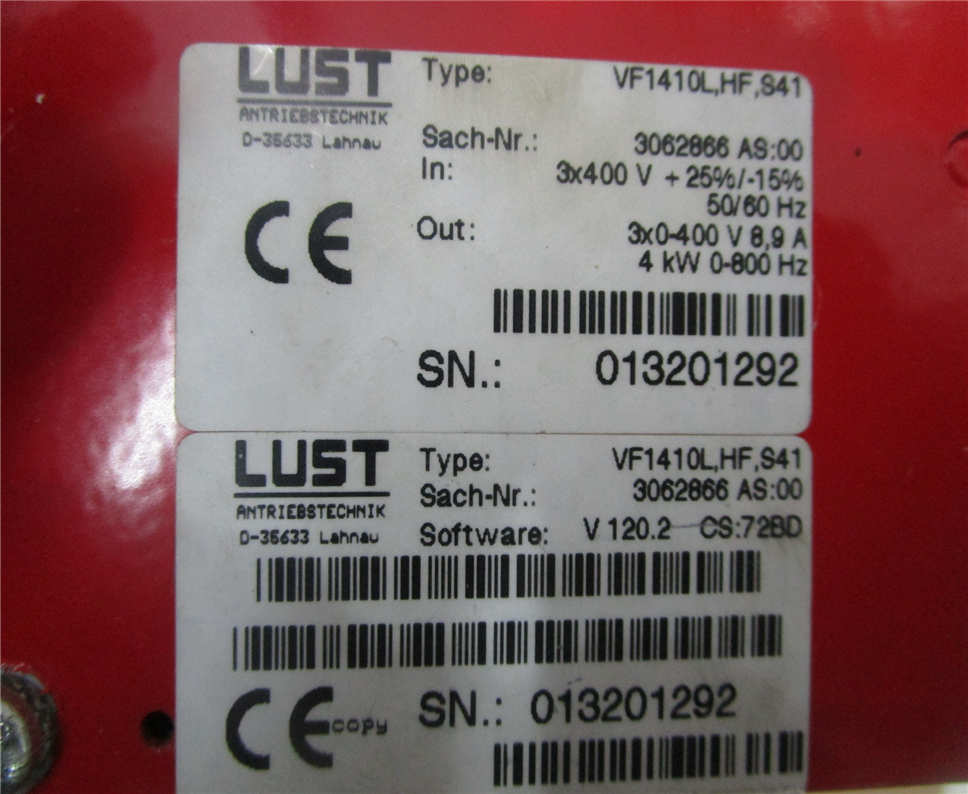 LUST
ANTRIEBSTECHNIK
D-35633 Lahnau
Type: VF1410L,HF,S41
Sach-Nr.: 3062866 AS:00
In: 3x400 V +25%/-15%
50/60 Hz
Out: 3x0-400 V 8,9 A
4 kW 0-800 Hz
CE
SN.: 013201292
LUST
ANTRIEBSTECHNIK
D-35633 Lahnau
Type: VF1410L,HF,S41
Sach-Nr.: 3062866 AS:00
Software: V 120.2 CS:72BD
CE copy
SN.: 013201292